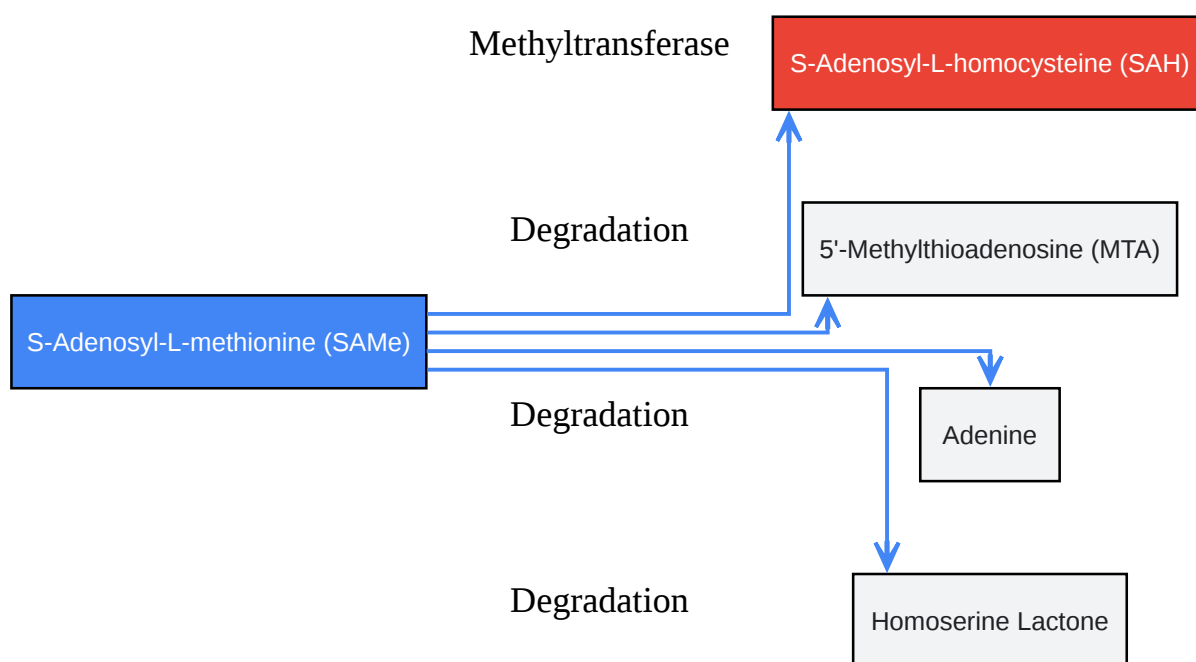 Methyltransferase
S-Adenosyl-L-homocysteine (SAH)
Degradation
5'-Methylthioadenosine (MTA)
S-Adenosyl-L-methionine (SAMe)
Degradation
Adenine
Degradation
Homoserine Lactone